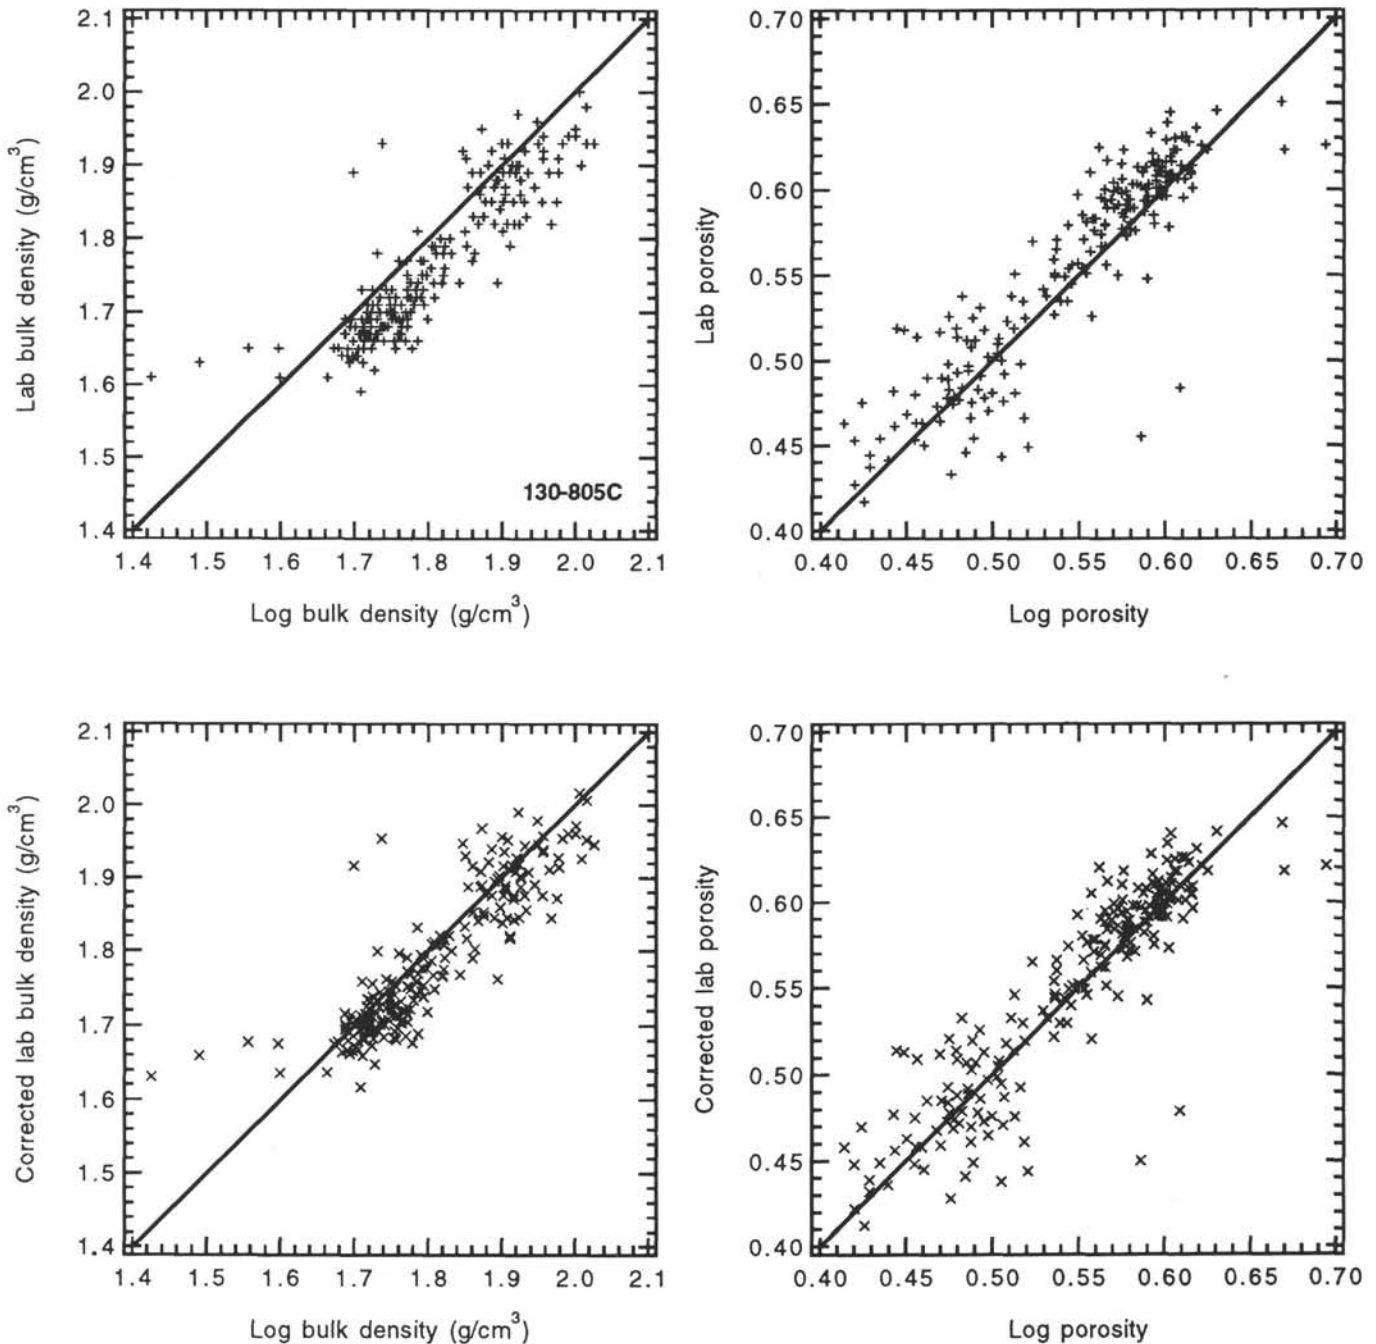 2.1
2.0
1.9
1.8
1.7
1.6
1.5
1.4
Lab bulk density (g/cm³)
130-805C
1.4 1.5 1.6 1.7 1.8 1.9 2.0 2.1
Log bulk density (g/cm³)
0.70
0.65
0.60
0.55
0.50
0.45
0.40
Lab porosity
0.40 0.45 0.50 0.55 0.60 0.65 0.70
Log porosity
2.1
2.0
1.9
1.8
1.7
1.6
1.5
1.4
Corrected lab bulk density (g/cm³)
1.4 1.5 1.6 1.7 1.8 1.9 2.0 2.1
Log bulk density (g/cm³)
0.70
0.65
0.60
0.55
0.50
0.45
0.40
Corrected lab porosity
0.40 0.45 0.50 0.55 0.60 0.65 0.70
Log porosity